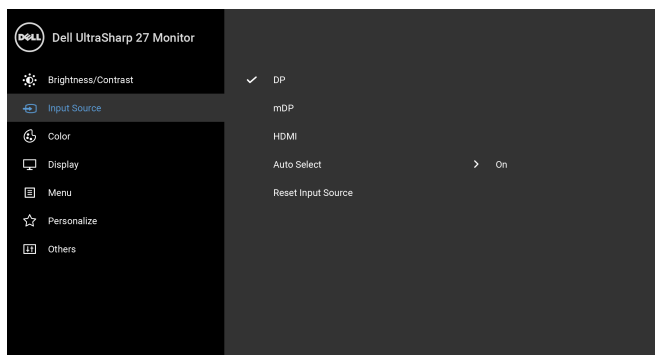 DELL Dell UltraSharp 27 Monitor
Brightness/Contrast
DP
Input Source
mDP
Color
HDMI
Display
Auto Select
On
Menu
Reset Input Source
Personalize
Others